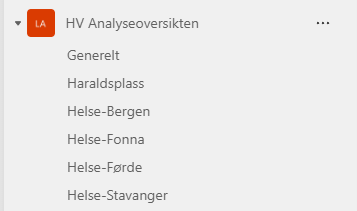 LA HV Analyseoversikten ...
Generelt
Haraldsplass
Helse-Bergen
Helse-Fonna
Helse-Førde
Helse-Stavanger